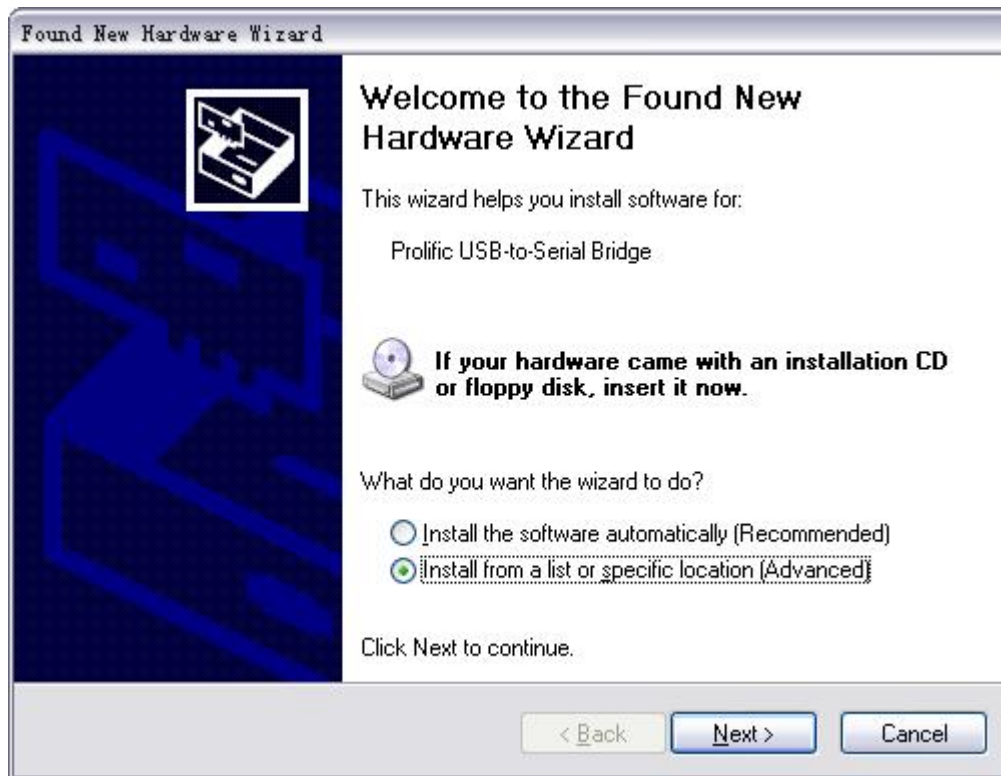 Found New Hardware Wizard
Welcome to the Found New
Hardware Wizard
This wizard helps you install software for:
Prolific USB-to-Serial Bridge
If your hardware came with an installation CD
or floppy disk, insert it now.
What do you want the wizard to do?
Install the software automatically (Recommended)
Install from a list or specific location (Advanced)
Click Next to continue.
< Back
Next >
Cancel